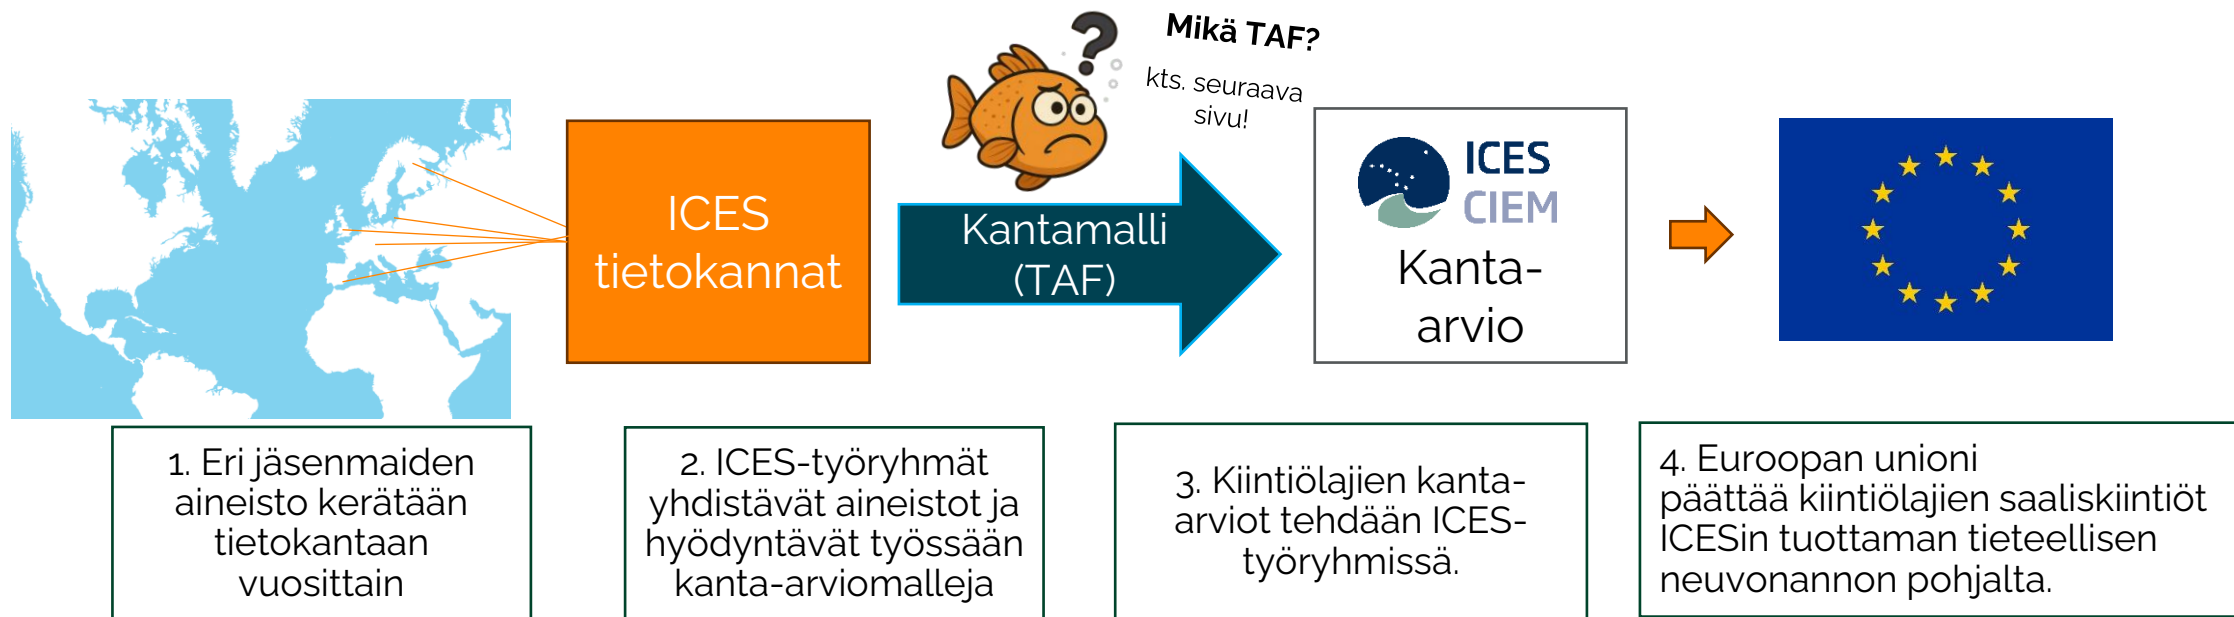 ?
Mikä TAF?
kts. seuraava
sivu!
ICES
tietokannat
Kantamalli
(TAF)
ICES
CIEM
Kanta-
arvio
1. Eri jäsenmaiden
aineisto kerätään
tietokantaan
vuosittain
2. ICES-työryhmät
yhdistävät aineistot ja
hyödyntävät työssään
kanta-arviomalleja
3. Kiintiölajien kanta-
arviot tehdään ICES-
työryhmissä.
4. Euroopan unioni
päättää kiintiölajien saaliskiintiöt
ICESin tuottaman tieteellisen
neuvonannon pohjalta.